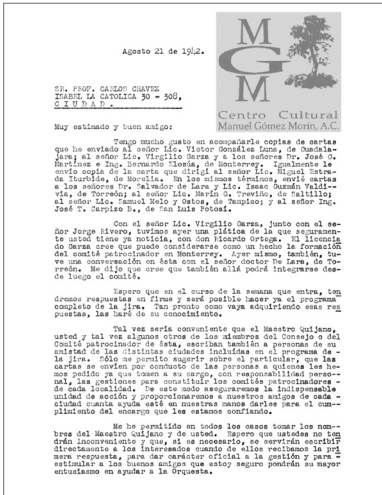 Agosto 21 de 1942.
MGM
Centro Cultural
Manuel Gómez Morin, A.C.
SR. PROF. CARLOS CHAVEZ
ISABEL LA CATOLICA 30 - 308,
C I U D A D .
Muy estimado y buen amigo:
Tengo mucho gusto en acompañarle copias de cartas
que he enviado al señor Lic. Victor González Luna, de Guadala-
jara; al señor Lic. Virgilio Garza y a los señores Dr. José G.
Martínez e Ing. Bernardo Elosúa, de Monterrey. Igualmente le
envío copia de la carta que dirigí al señor Lic. Miguel Estra-
da Iturbide, de Morelia. En los mismos términos, envié cartas
a los señores Dr. Salvador de Lara y Lic. Isaac Guzmán Valdi-
via, de Torreón; al señor Lic. Marín G. Treviño, de Saltillo;
al señor Lic. Samuel Melo y Ostos, de Tampico; y al señor Ing.
José T. Carpizo B., de San Luis Potosí.
Con el señor Lic. Virgilio Garza, junto con el se-
ñor Jorge Rivero, tuvimos ayer una plática de la que seguramen-
te usted tiene ya noticia, con don Ricardo Ortega. El licencia
do Garza cree que puede considerarse como un hecho la formación
del comité patrocinador en Monterrey. Ayer mismo, también, tu-
ve una conversación en ésta con el señor doctor De Lara, de To-
rreón. Me dijo que cree que también allá podrá integrarse des-
de luego el comité.
Espero que en el curso de la semana que entra, ten
dremos respuestas en firme y será posible hacer ya el programa
completo de la jira. Tan pronto como vaya adquiriendo esas res
puestas, las haré de su conocimiento.
Tal vez sería conveniente que el Maestro Quijano,
usted y tal vez algunos otros de los miembros del Consejo o del
Comité patrocinador de ésta, escriban también a personas de su
amistad de las distintas ciudades incluidas en el programa de -
la jira. Sólo me permito sugerir sobre el particular, que las
cartas se envíen por conducto de las personas a quienes les he-
mos pedido ya que tomen a su cargo, con responsabilidad perso-
nal, las gestiones para constituir los comités patrocinadores -
de cada localidad. De este modo aseguraremos la indispensable
unidad de acción y proporcionaremos a nuestros amigos de cada -
ciudad cuanta ayuda esté en nuestras manos darles para el cum-
plimiento del encargo que les estamos confiando.
Me he permitido en todos los casos tomar los nom-
bres del Maestro Quijano y de usted. Espero que ustedes no ten
drán inconveniente y que, si es necesario, se servirán escribir
directamente a los interesados cuando de ellos recibamos la pri
mera respuesta, para dar carácter oficial a la gestión y para -
estimular a los buenos amigos que estoy seguro pondrán su mayor
entusiasmo en ayudar a la Orquesta.